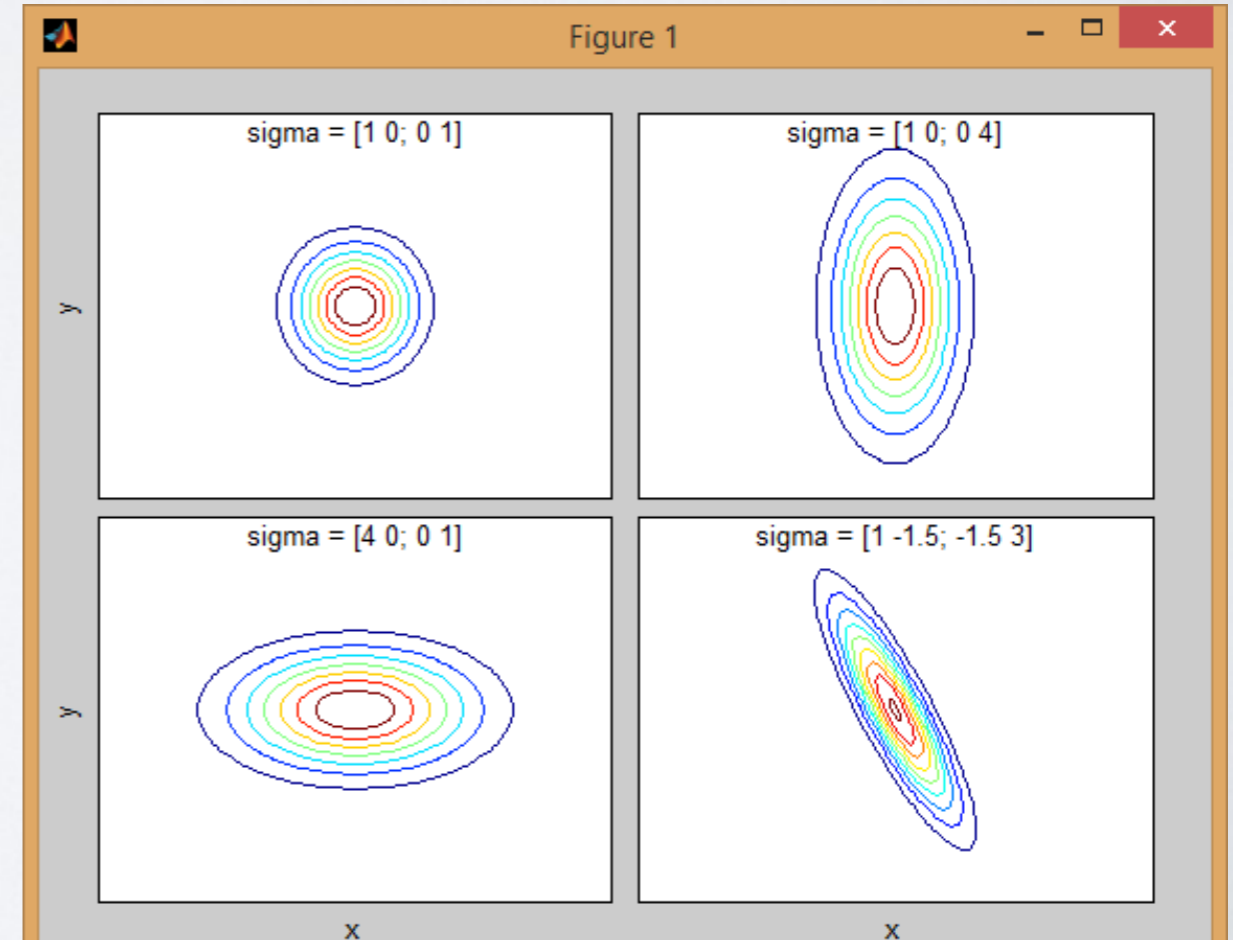 Figure 1
sigma = [1 0; 0 1]
sigma = [1 0; 0 4]
y
sigma = [4 0; 0 1]
sigma = [1 -1.5; -1.5 3]
y
x
x